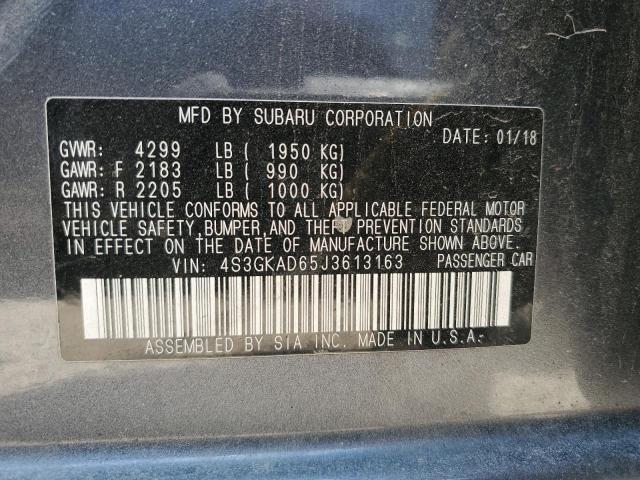 MFD BY SUBARU CORPORATION
DATE: 01/18
GVWR: 4299 LB ( 1950 KG)
GAWR: F 2183 LB ( 990 KG)
GAWR: R 2205 LB ( 1000 KG)
THIS VEHICLE CONFORMS TO ALL APPLICABLE FEDERAL MOTOR
VEHICLE SAFETY, BUMPER, AND THEFT PREVENTION STANDARDS
IN EFFECT ON THE DATE OF MANUFACTURE SHOWN ABOVE.
VIN: 4S3GKAD65J3613163 PASSENGER CAR
ASSEMBLED BY SIA INC. MADE IN U.S.A.